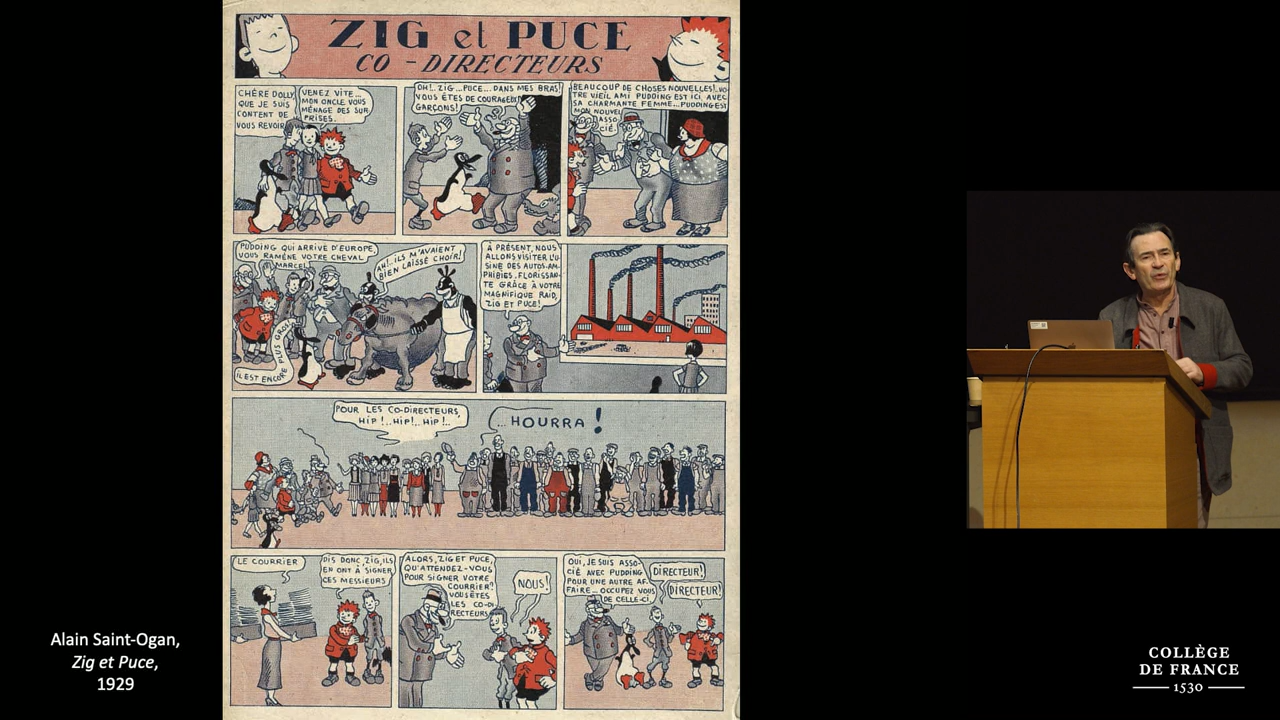 ZIG et PUCE
CO-DIRECTEURS
CHÈRE DOLLY
QUE JE SUIS
CONTENT DE
VOUS REVOIR
VENEZ VITE...
MON ONCLE VOUS
MÉNAGE DES SUR
PRISES.
OH!.. ZIG...PUCE... DANS MES BRAS!
VOUS ÊTES DE COURAGEUX
GARÇONS!
BEAUCOUP DE CHOSES NOUVELLES!..VO-
TRE VIEIL AMI PUDDING EST ICI, AVEC
SA CHARMANTE FEMME...PUDDING EST
MON NOUVEL
ASSO-
CIÉ.
PUDDING QUI ARRIVE D'EUROPE,
VOUS RAMÈNE VOTRE CHEVAL
MARCEL!
AH!.. ILS M'AVAIENT
BIEN LAISSÉ CHOIR!
IL EST ENCORE
PLUS GROS!
À PRÉSENT, NOUS
ALLONS VISITER L'U-
SINE DES AUTOS-AM-
PHIBIES, FLORISSAN-
TE GRÂCE À VOTRE
MAGNIFIQUE RAID,
ZIG ET PUCE!
POUR LES CO-DIRECTEURS,
HIP!..HIP!..HIP!..
...HOURRA!
LE COURRIER
DIS DONC, ZIG, ILS
EN ONT À SIGNER
CES MESSIEURS
ALORS, ZIG ET PUCE,
QU'ATTENDEZ-VOUS
POUR SIGNER VOTRE
COURRIER?
VOUS ÊTES
LES CO-DI
RECTEURS
NOUS!
OUI, JE SUIS ASSO-
CIÉ AVEC PUDDING
POUR UNE AUTRE AF-
FAIRE... OCCUPEZ VOUS
DE CELLE-CI.
DIRECTEUR!
DIRECTEUR!
Alain Saint-Ogan,
Zig et Puce,
1929
COLLÈGE
DE FRANCE
1530